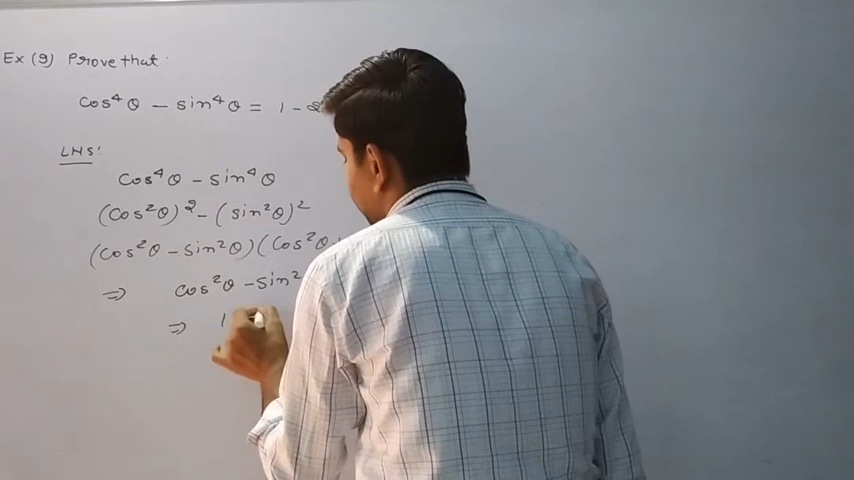 Ex (9) Prove that :
Cos⁴θ – sin⁴θ = 1 – 2
LHS:
Cos⁴θ – sin⁴θ
(Cos²θ)² – (sin²θ)²
(Cos²θ – sin²θ)(Cos²θ
⇒ Cos²θ – sin²
⇒ 1